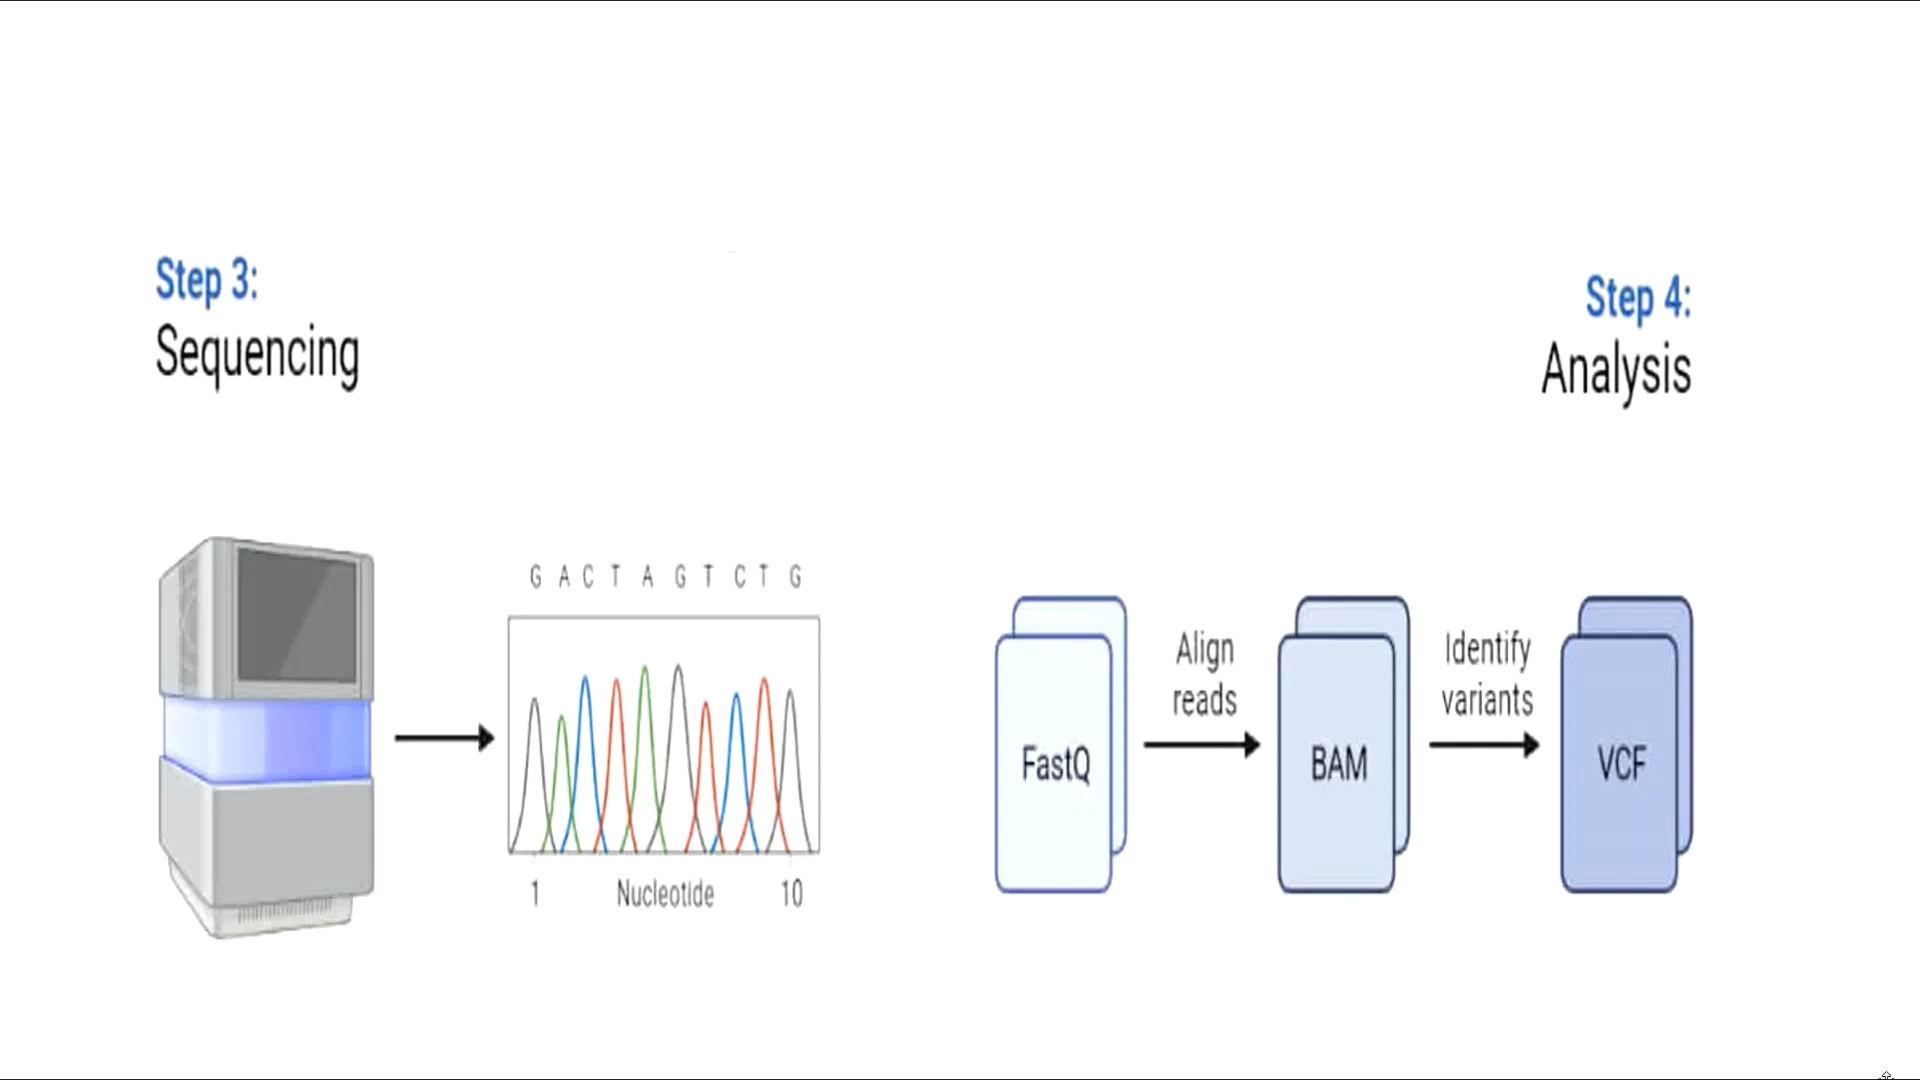 Step 3:
Sequencing
G A C T A G T C T G
1 Nucleotide 10
Step 4:
Analysis
FastQ
Align
reads
BAM
Identify
variants
VCF